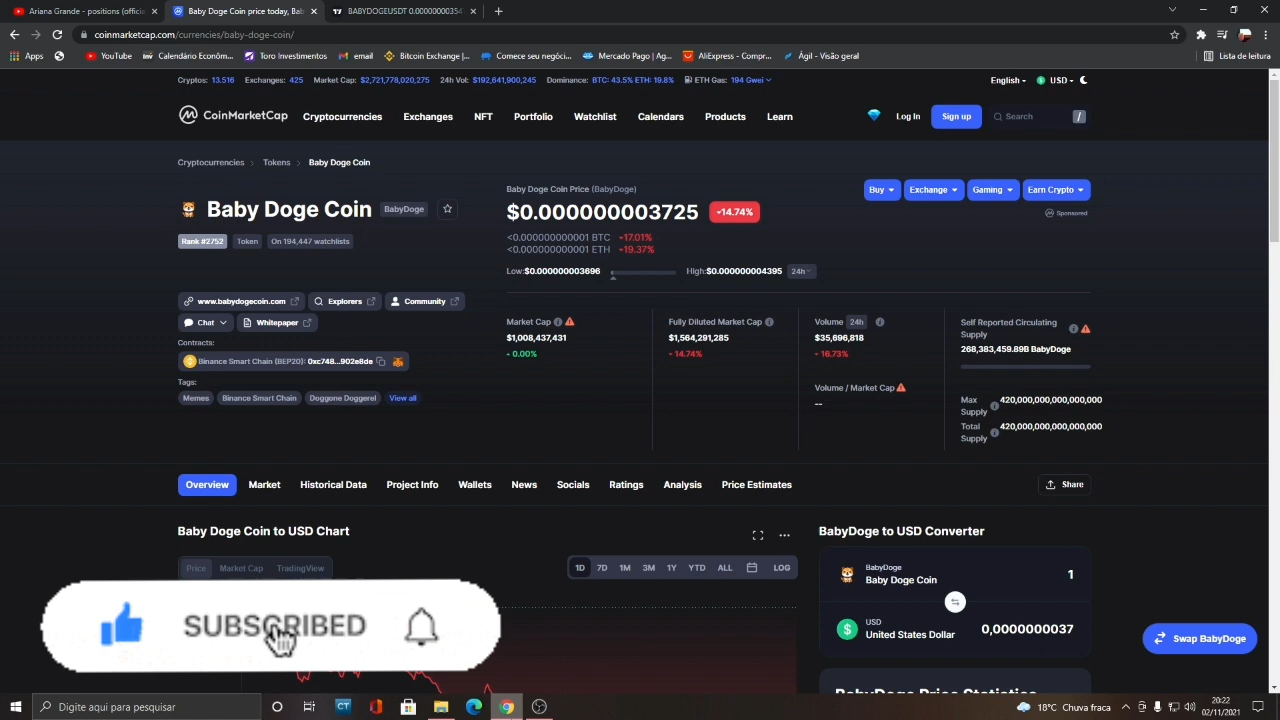 Ariana Grande - positions (officie
Baby Doge Coin price today, Bab
BABYDOGEUSDT 0.0000000035
coinmarketcap.com/currencies/baby-doge-coin/
Apps
YouTube
Calendário Econôm...
Toro Investimentos
email
Bitcoin Exchange |...
Comece seu negóci...
Mercado Pago | Ag...
AliExpress - Compr...
Ágil - Visão geral
Lista de leitura
Cryptos: 13.516 Exchanges: 425 Market Cap: $2,721,778,020,275 24h Vol: $192,641,900,245 Dominance: BTC: 43.5% ETH: 19.8% ETH Gas: 194 Gwei
English
USD
CoinMarketCap
Cryptocurrencies Exchanges NFT Portfolio Watchlist Calendars Products Learn
Log In
Sign up
Search /
Cryptocurrencies > Tokens > Baby Doge Coin
Baby Doge Coin
BabyDoge
Rank #2752
Token
On 194,447 watchlists
www.babydogecoin.com
Explorers
Community
Chat
Whitepaper
Contracts:
Binance Smart Chain (BEP20): 0xc748...902e8de
Tags:
Memes
Binance Smart Chain
Doggone Doggerel
View all
Baby Doge Coin Price (BabyDoge)
$0.000000003725
14.74%
<0.000000000001 BTC 17.01%
<0.000000000001 ETH 19.37%
Low:$0.000000003696
High:$0.000000004395
24h
Buy
Exchange
Gaming
Earn Crypto
Sponsored
Market Cap
$1,008,437,431
0.00%
Fully Diluted Market Cap
$1,564,291,285
14.74%
Volume 24h
$35,696,818
16.73%
Volume / Market Cap
--
Self Reported Circulating
Supply
268,383,459.89B BabyDoge
Max
Supply
420,000,000,000,000,000
Total
Supply
420,000,000,000,000,000
Overview Market Historical Data Project Info Wallets News Socials Ratings Analysis Price Estimates
Share
Baby Doge Coin to USD Chart
Price Market Cap TradingView
1D 7D 1M 3M 1Y YTD ALL LOG
BabyDoge to USD Converter
BabyDoge
Baby Doge Coin
1
USD
United States Dollar
0,0000000037
Swap BabyDoge
BabyDoge Price Statistics
SUBSCRIBED
Digite aqui para pesquisar
CT
18°C Chuva fraca
20:22
02/11/2021